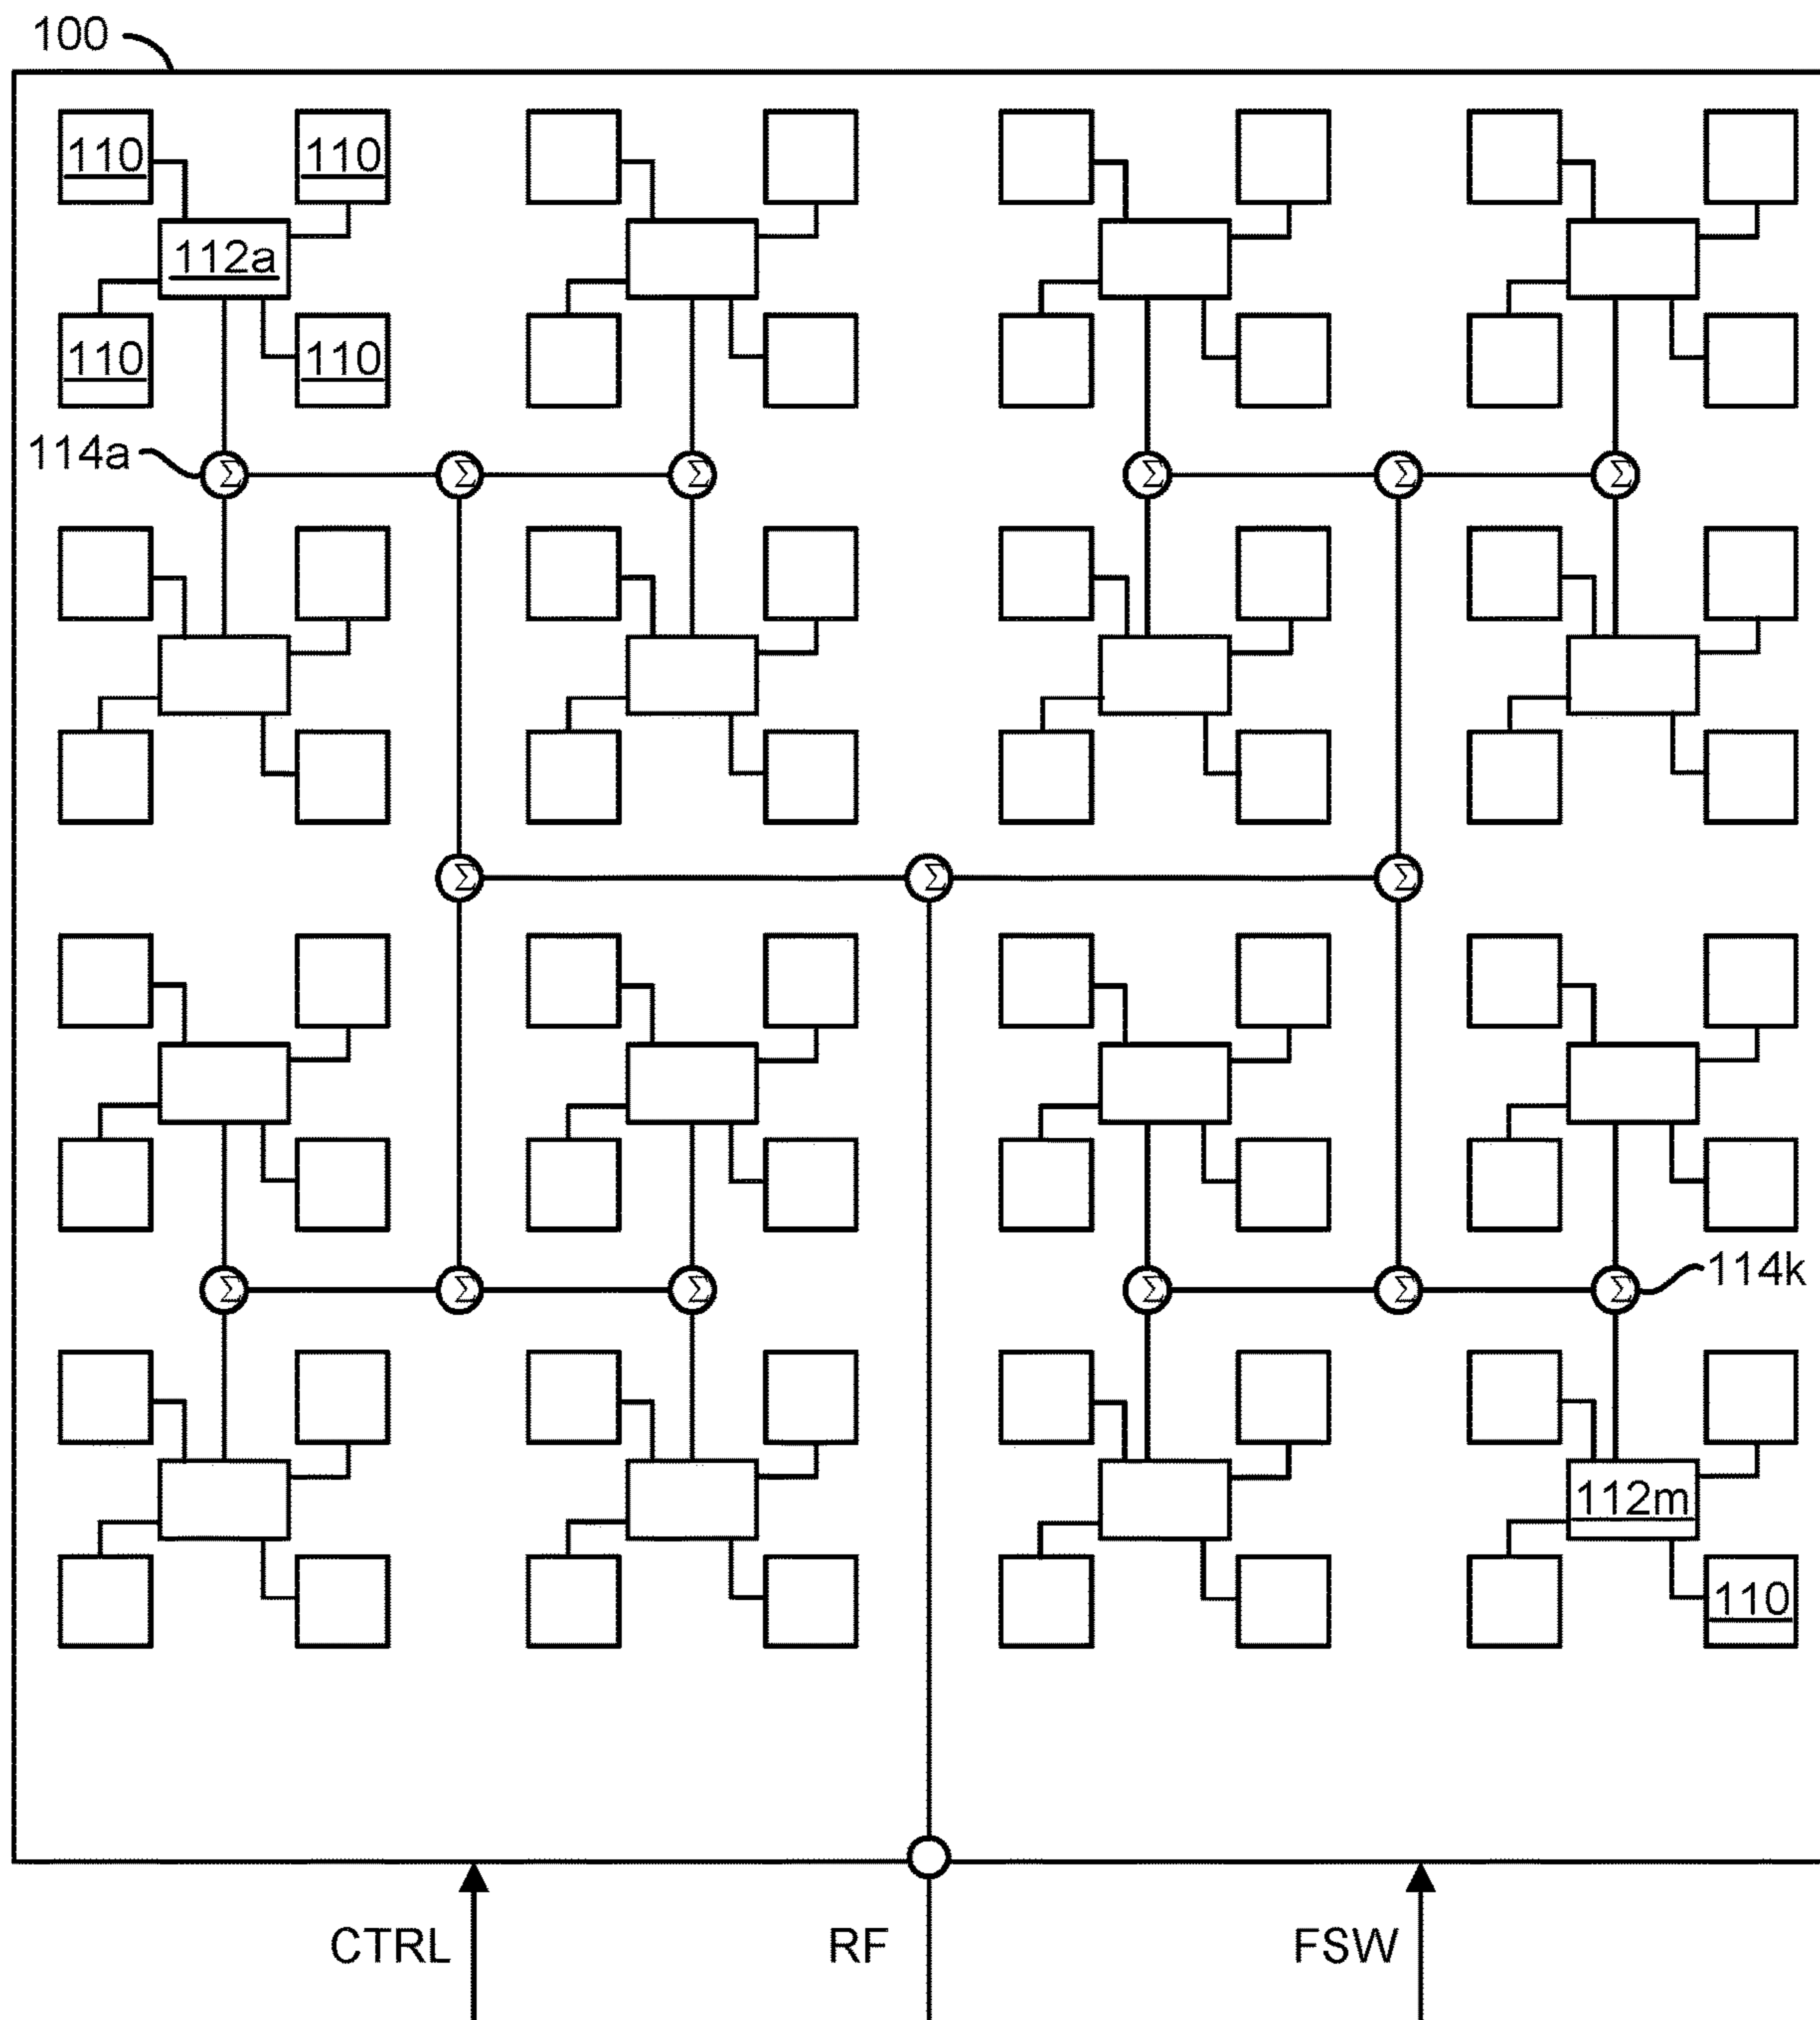 100
110 110
112a
110 110
114a Σ Σ Σ Σ Σ Σ
Σ Σ Σ
Σ Σ Σ Σ Σ Σ 114k
112m
110
CTRL RF FSW